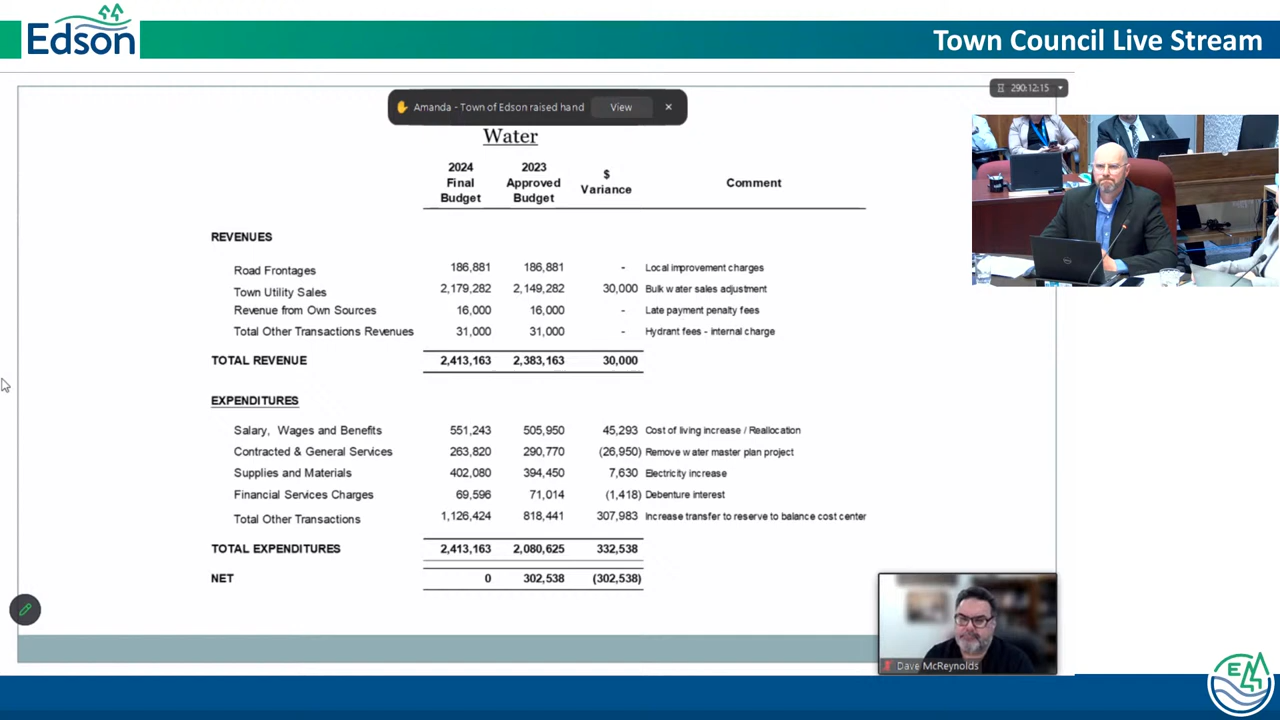 Edson
Town Council Live Stream
290:12:15
Amanda - Town of Edson raised hand View
Water
2024 Final Budget 2023 Approved Budget $ Variance Comment
REVENUES
Road Frontages 186,881 186,881 - Local improvement charges
Town Utility Sales 2,179,282 2,149,282 30,000 Bulk water sales adjustment
Revenue from Own Sources 16,000 16,000 - Late payment penalty fees
Total Other Transactions Revenues 31,000 31,000 - Hydrant fees - internal charge
TOTAL REVENUE 2,413,163 2,383,163 30,000
EXPENDITURES
Salary, Wages and Benefits 551,243 505,950 45,293 Cost of living increase / Reallocation
Contracted & General Services 263,820 290,770 (26,950) Remove water master plan project
Supplies and Materials 402,080 394,450 7,630 Electricity increase
Financial Services Charges 69,596 71,014 (1,418) Debenture interest
Total Other Transactions 1,126,424 818,441 307,983 Increase transfer to reserve to balance cost center
TOTAL EXPENDITURES 2,413,163 2,080,625 332,538
NET 0 302,538 (302,538)
Dave McReynolds